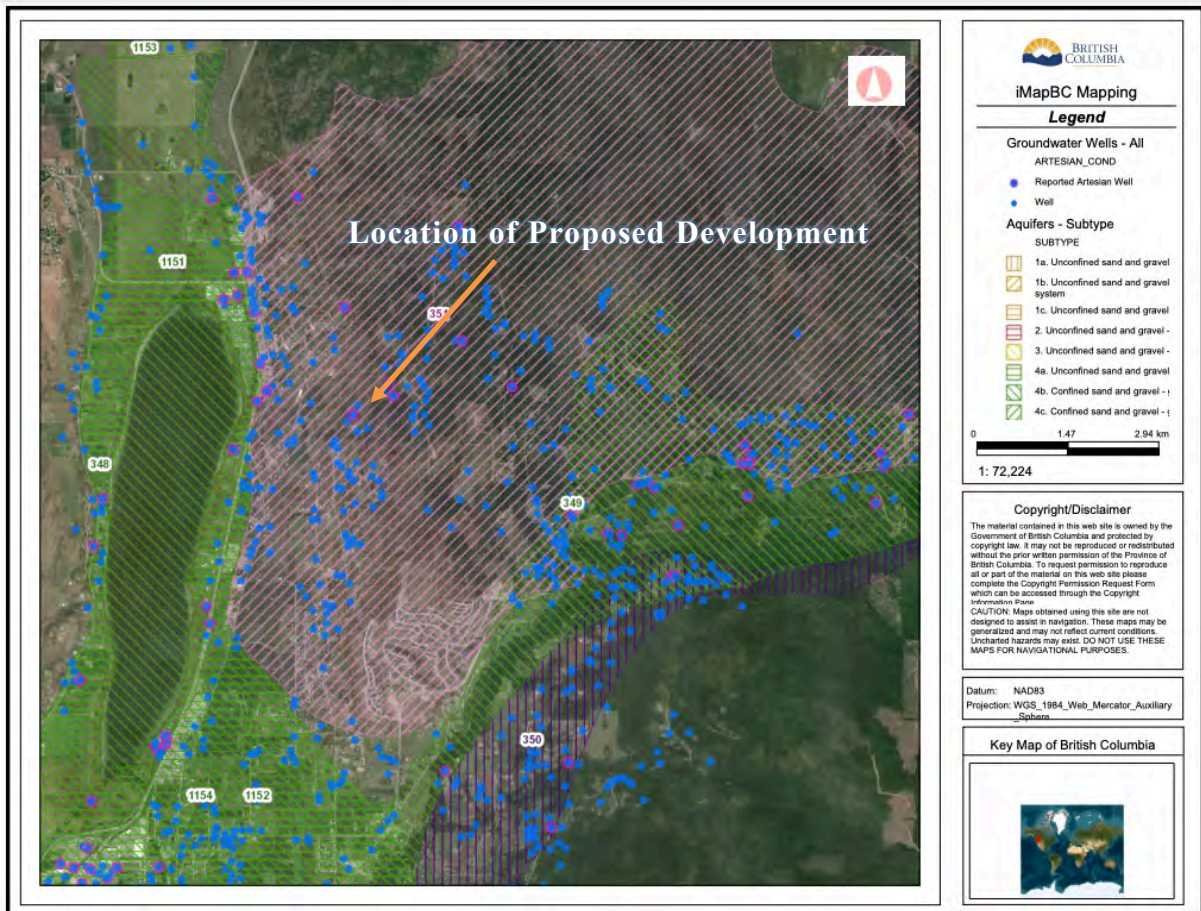 1153
1151
Location of Proposed Development
351
348
349
350
1154
1152
BRITISH
COLUMBIA
iMapBC Mapping
Legend
Groundwater Wells - All
ARTESIAN_COND
Reported Artesian Well
Well
Aquifers - Subtype
SUBTYPE
1a. Unconfined sand and gravel
1b. Unconfined sand and gravel
system
1c. Unconfined sand and gravel
2. Unconfined sand and gravel -
3. Unconfined sand and gravel -
4a. Unconfined sand and gravel
4b. Confined sand and gravel -
4c. Confined sand and gravel -
0 1.47 2.94 km
1: 72,224
Copyright/Disclaimer
The material contained in this web site is owned by the
Government of British Columbia and protected by
copyright law. It may not be reproduced or redistributed
without the prior written permission of the Province of
British Columbia. To request permission to reproduce
all or part of the material on this web site please
complete the Copyright Permission Request Form
which can be accessed through the Copyright
Information Page
CAUTION: Maps obtained using this site are not
designed to assist in navigation. These maps may be
generalized and may not reflect current conditions.
Uncharted hazards may exist. DO NOT USE THESE
MAPS FOR NAVIGATIONAL PURPOSES.
Datum: NAD83
Projection: WGS_1984_Web_Mercator_Auxiliary
_Sphere
Key Map of British Columbia